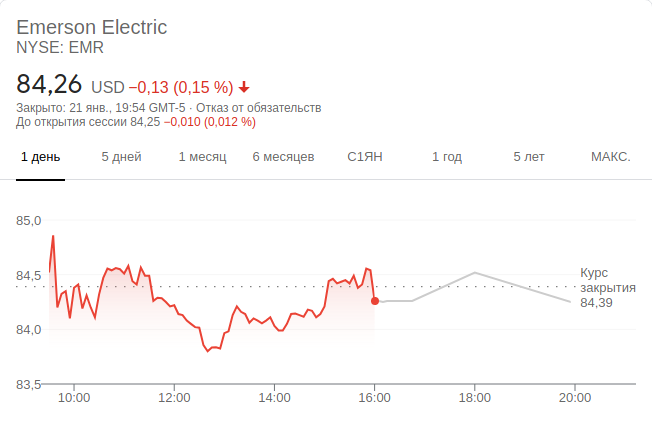 Emerson Electric
NYSE: EMR
84,26 USD −0,13 (0,15 %)
Закрыто: 21 янв., 19:54 GMT-5 · Отказ от обязательств
До открытия сессии 84,25 −0,010 (0,012 %)
1 день 5 дней 1 месяц 6 месяцев С1ЯН 1 год 5 лет МАКС.
85,0
84,5
Курс
закрытия
84,39
84,0
83,5
10:00 12:00 14:00 16:00 18:00 20:00